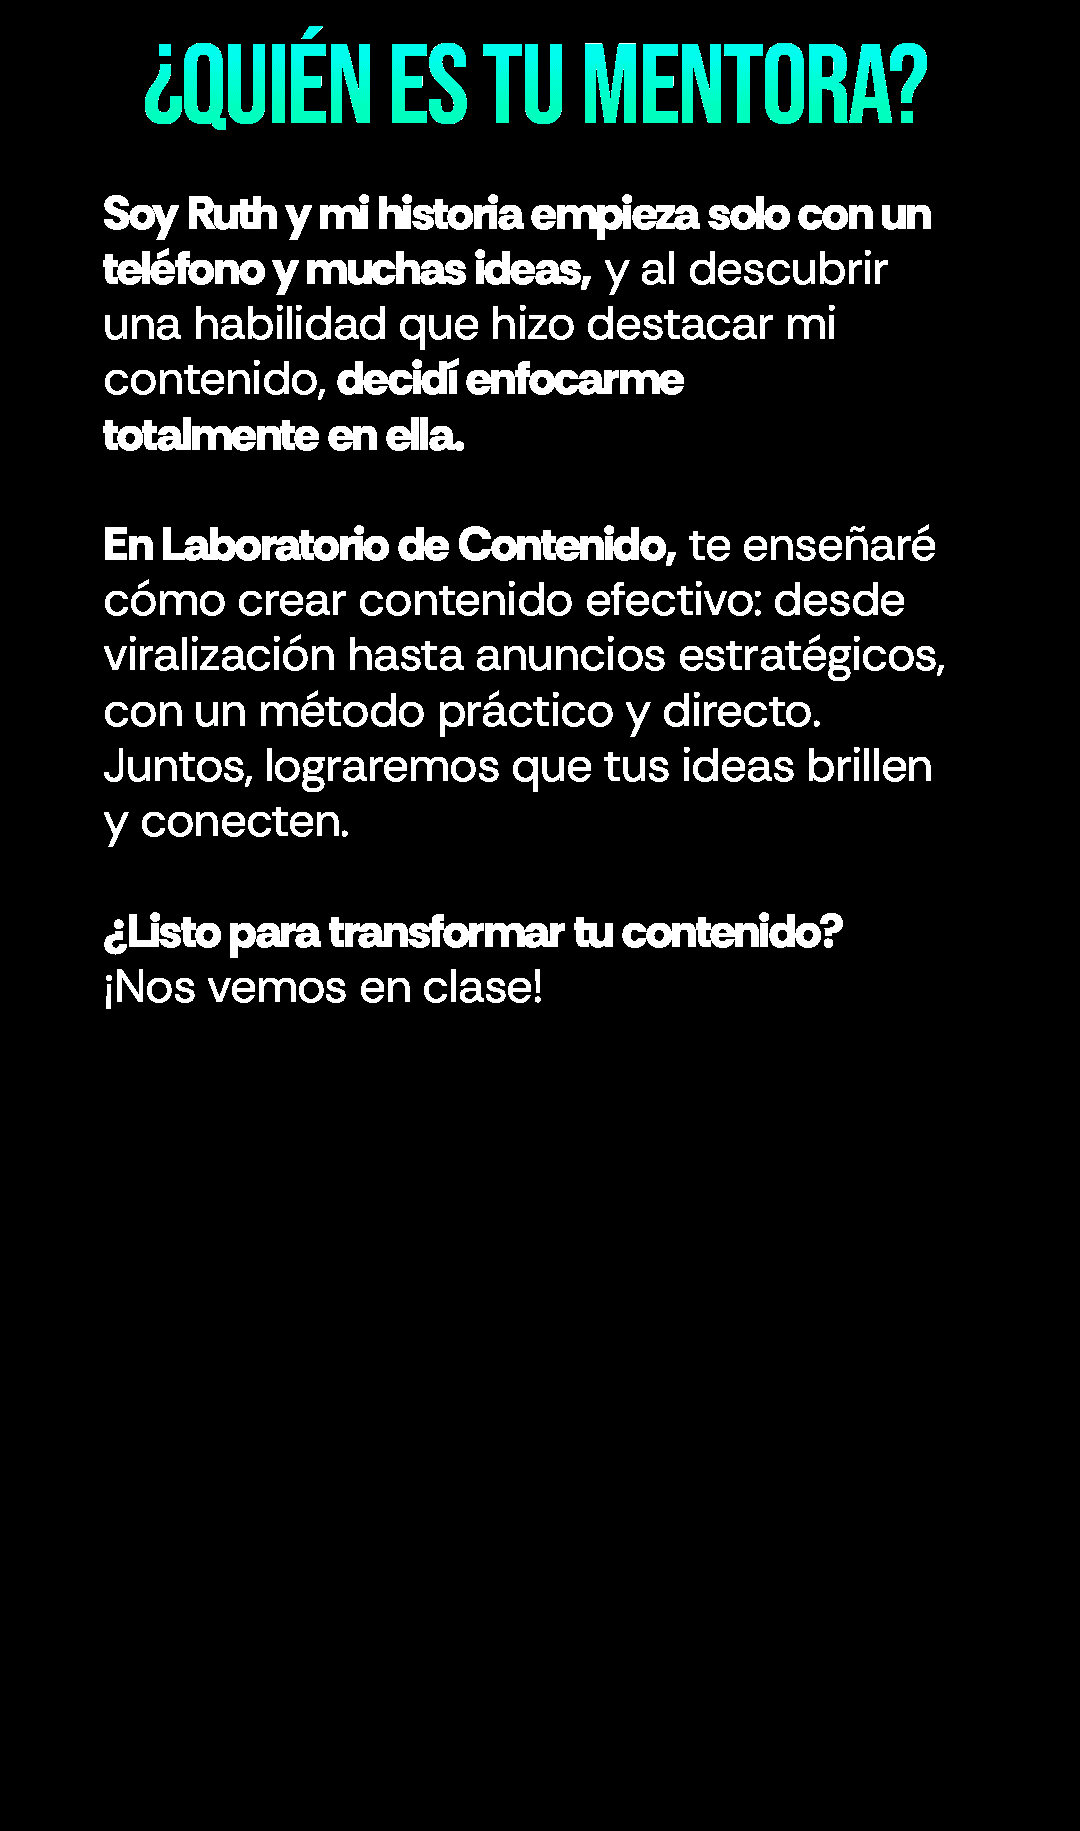 ¿QUIÉN ES TU MENTORA?
Soy Ruth y mi historia empieza solo con un
teléfono y muchas ideas, y al descubrir
una habilidad que hizo destacar mi
contenido, decidí enfocarme
totalmente en ella.
En Laboratorio de Contenido, te enseñaré
cómo crear contenido efectivo: desde
viralización hasta anuncios estratégicos,
con un método práctico y directo.
Juntos, lograremos que tus ideas brillen
y conecten.
¿Listo para transformar tu contenido?
¡Nos vemos en clase!